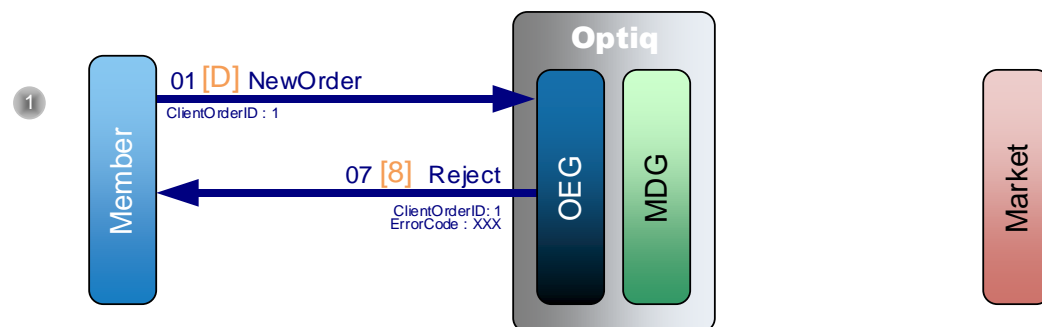 Optiq
1
01 [D] NewOrder
ClientOrderID : 1
07 [8] Reject
ClientOrderID: 1
ErrorCode : XXX
Member
OEG
MDG
Market